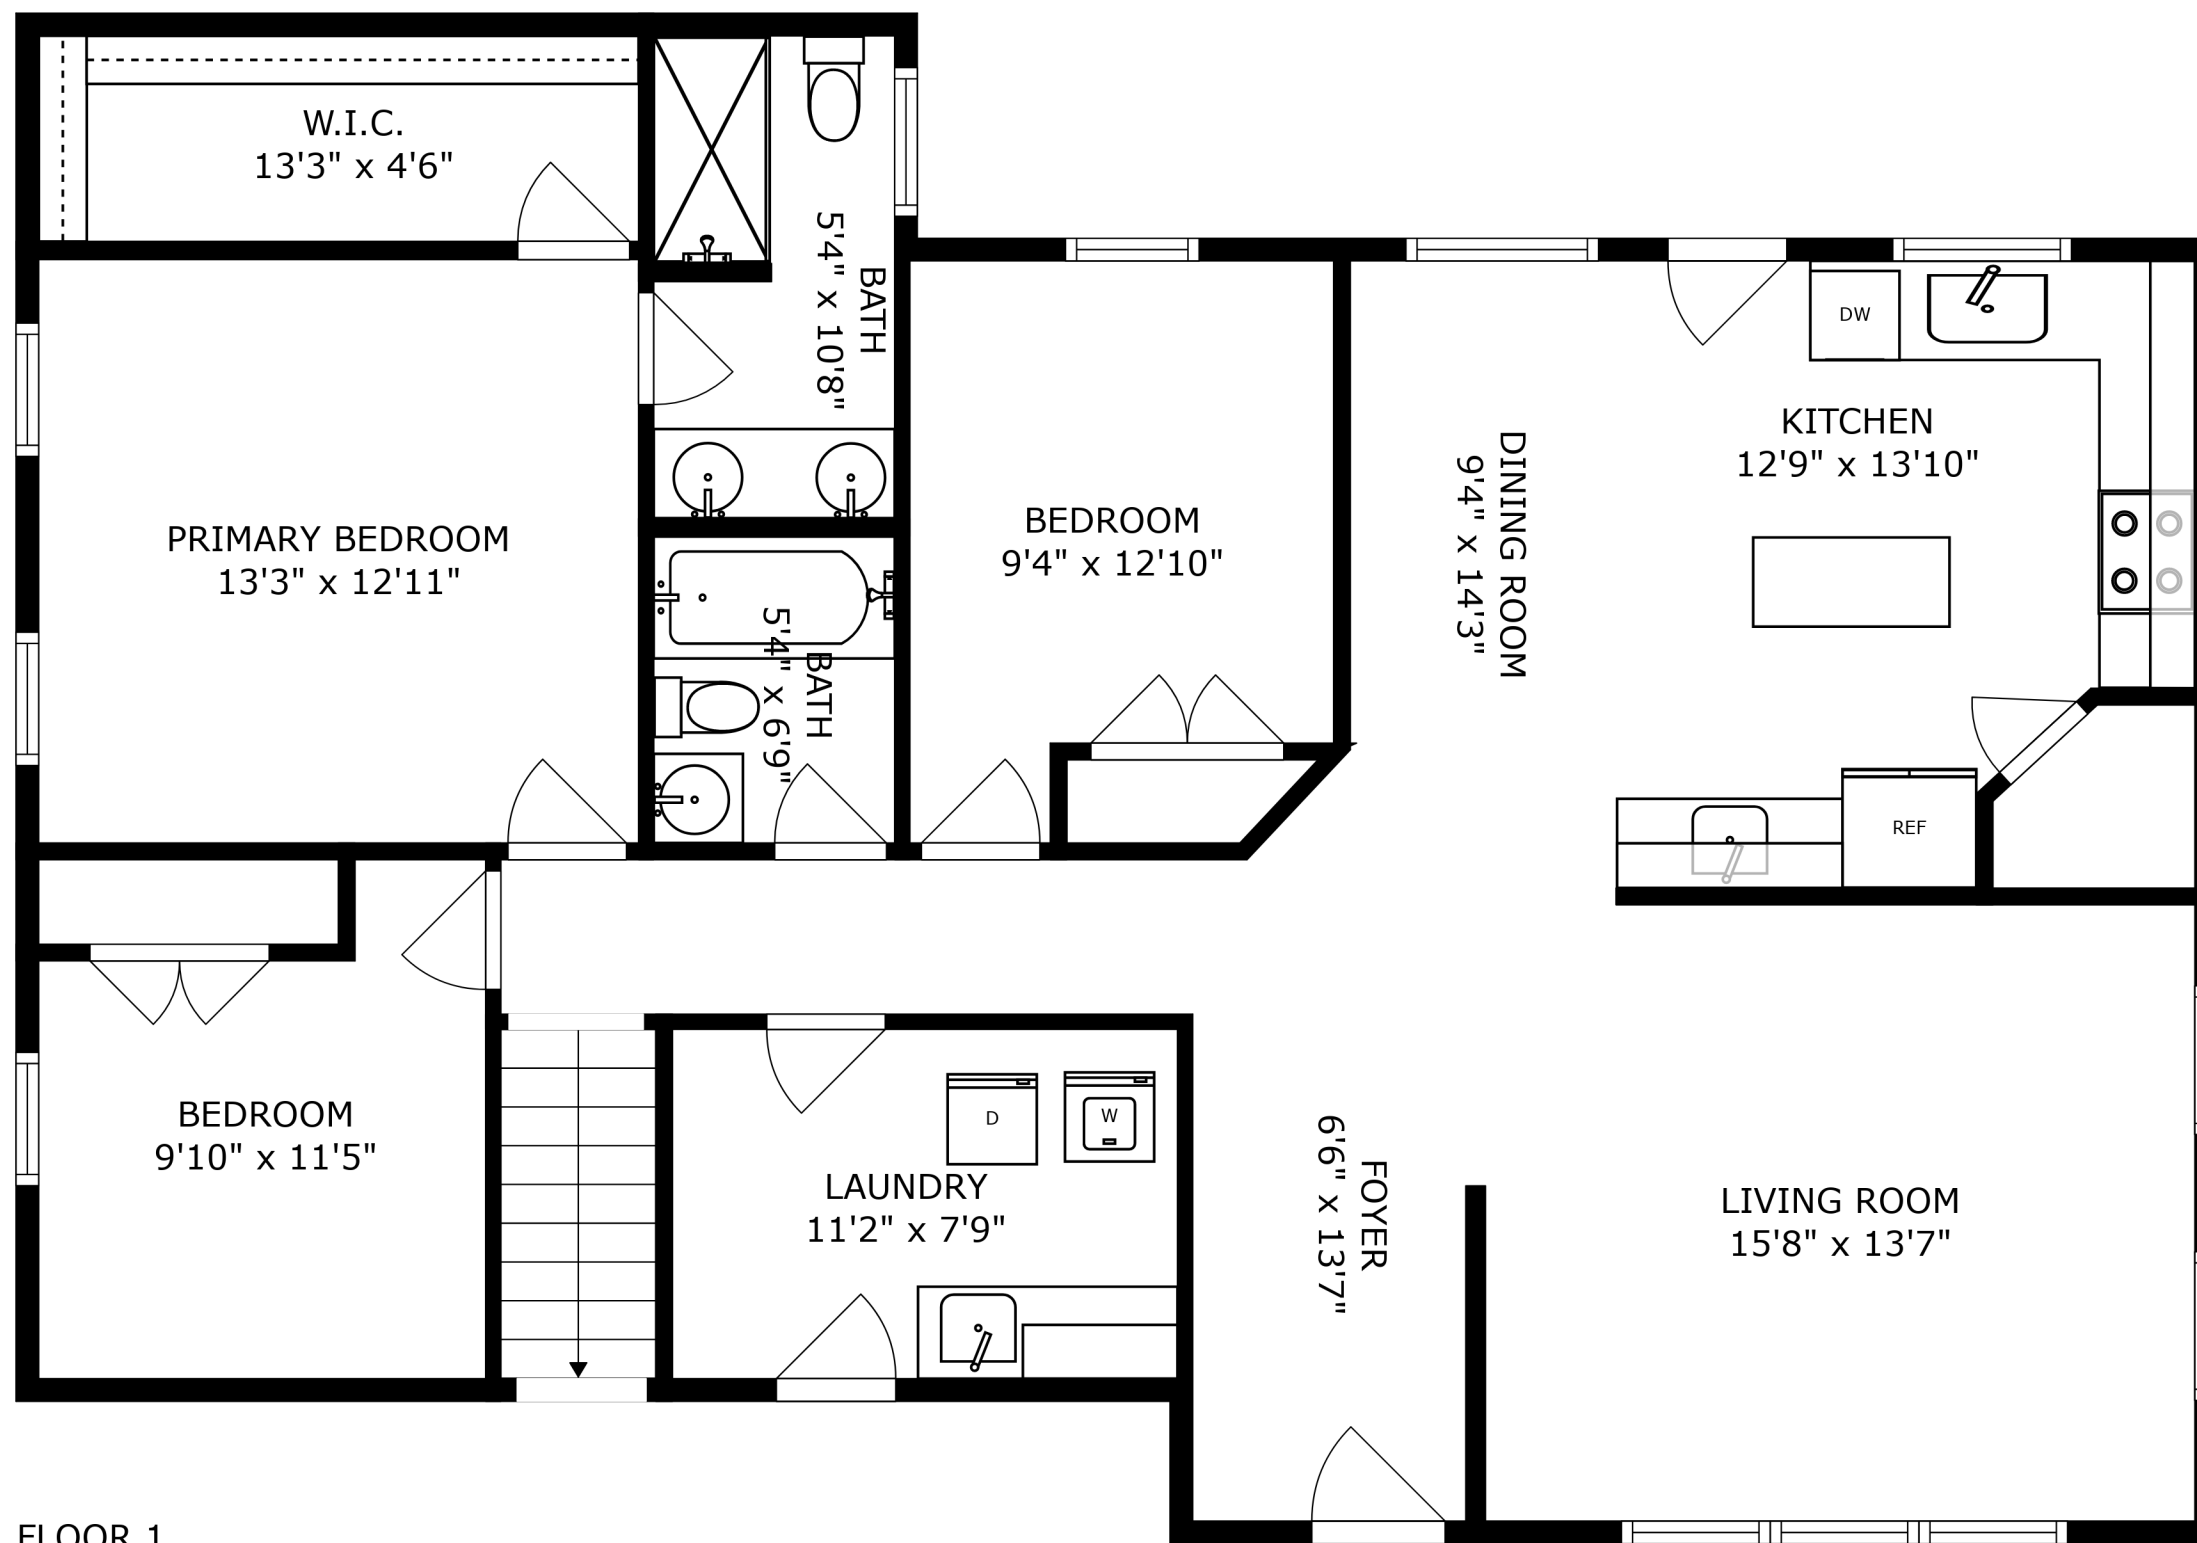 W.I.C.
13'3" x 4'6"
BATH
5'4" x 10'8"
DW
KITCHEN
12'9" x 13'10"
DINING ROOM
9'4" x 14'3"
PRIMARY BEDROOM
13'3" x 12'11"
BEDROOM
9'4" x 12'10"
BATH
5'4" x 6'9"
REF
BEDROOM
9'10" x 11'5"
D
W
LAUNDRY
11'2" x 7'9"
FOYER
6'6" x 13'7"
LIVING ROOM
15'8" x 13'7"
FLOOR 1